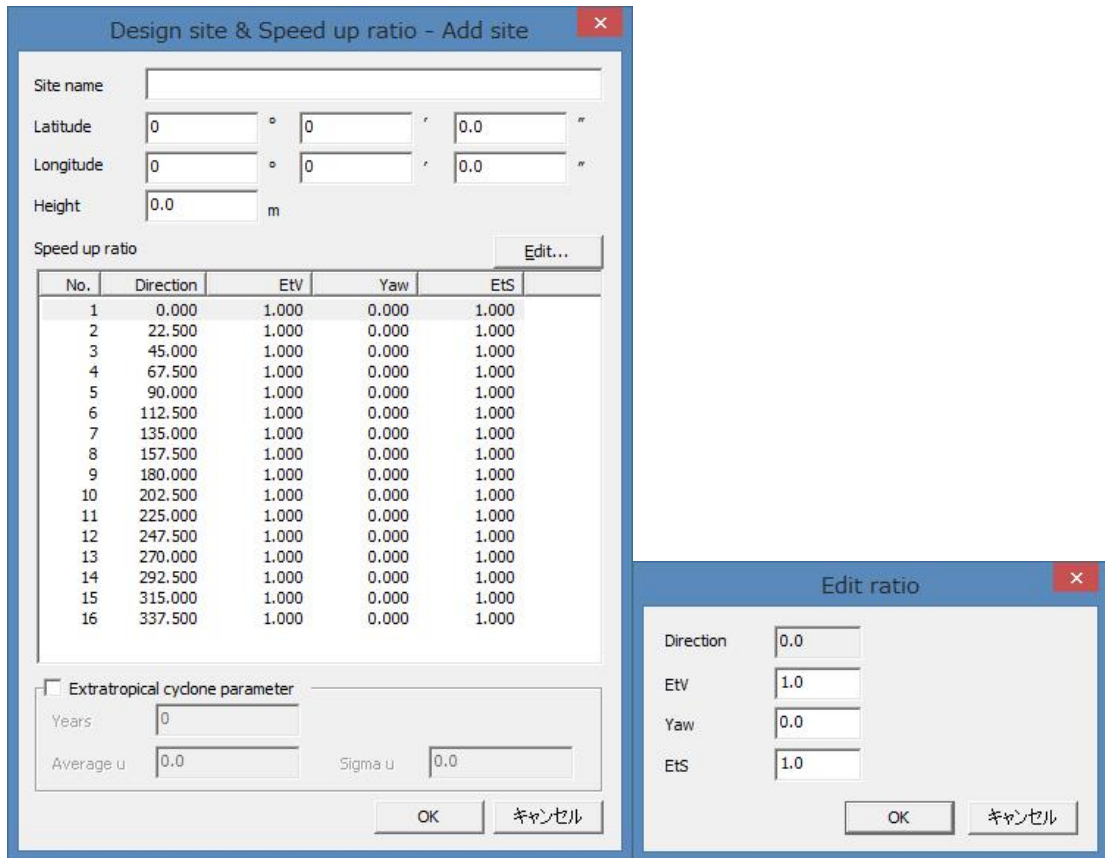 Design site & Speed up ratio - Add site
Site name
Latitude 0 ° 0 ′ 0.0 ″
Longitude 0 ° 0 ′ 0.0 ″
Height 0.0 m
Speed up ratio Edit...
No. Direction EtV Yaw EtS
1 0.000 1.000 0.000 1.000
2 22.500 1.000 0.000 1.000
3 45.000 1.000 0.000 1.000
4 67.500 1.000 0.000 1.000
5 90.000 1.000 0.000 1.000
6 112.500 1.000 0.000 1.000
7 135.000 1.000 0.000 1.000
8 157.500 1.000 0.000 1.000
9 180.000 1.000 0.000 1.000
10 202.500 1.000 0.000 1.000
11 225.000 1.000 0.000 1.000
12 247.500 1.000 0.000 1.000
13 270.000 1.000 0.000 1.000
14 292.500 1.000 0.000 1.000
15 315.000 1.000 0.000 1.000
16 337.500 1.000 0.000 1.000
Extratropical cyclone parameter
Years 0
Average u 0.0 Sigma u 0.0
OK キャンセル
Edit ratio
Direction 0.0
EtV 1.0
Yaw 0.0
EtS 1.0
OK キャンセル